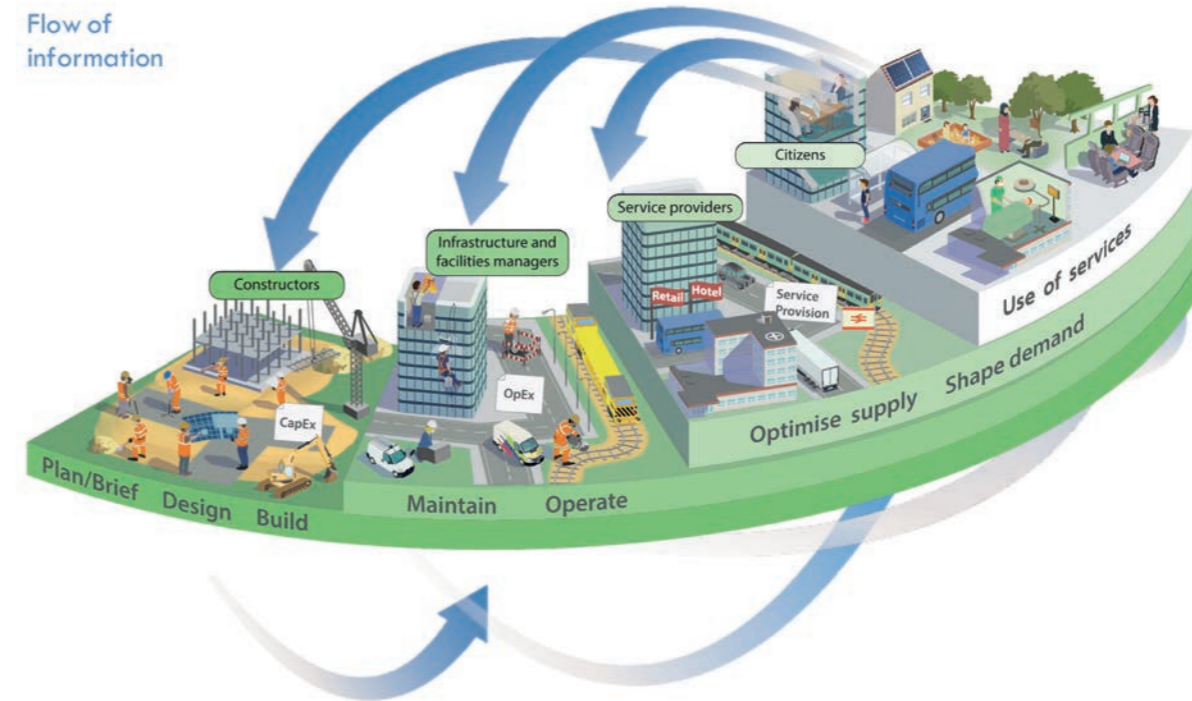 Flow of
information
Citizens
Service providers
Infrastructure and
facilities managers
Constructors
Retail
Hotel
Service
Provision
OpEx
CapEx
Plan/Brief Design Build
Maintain Operate
Optimise supply Shape demand
Use of services